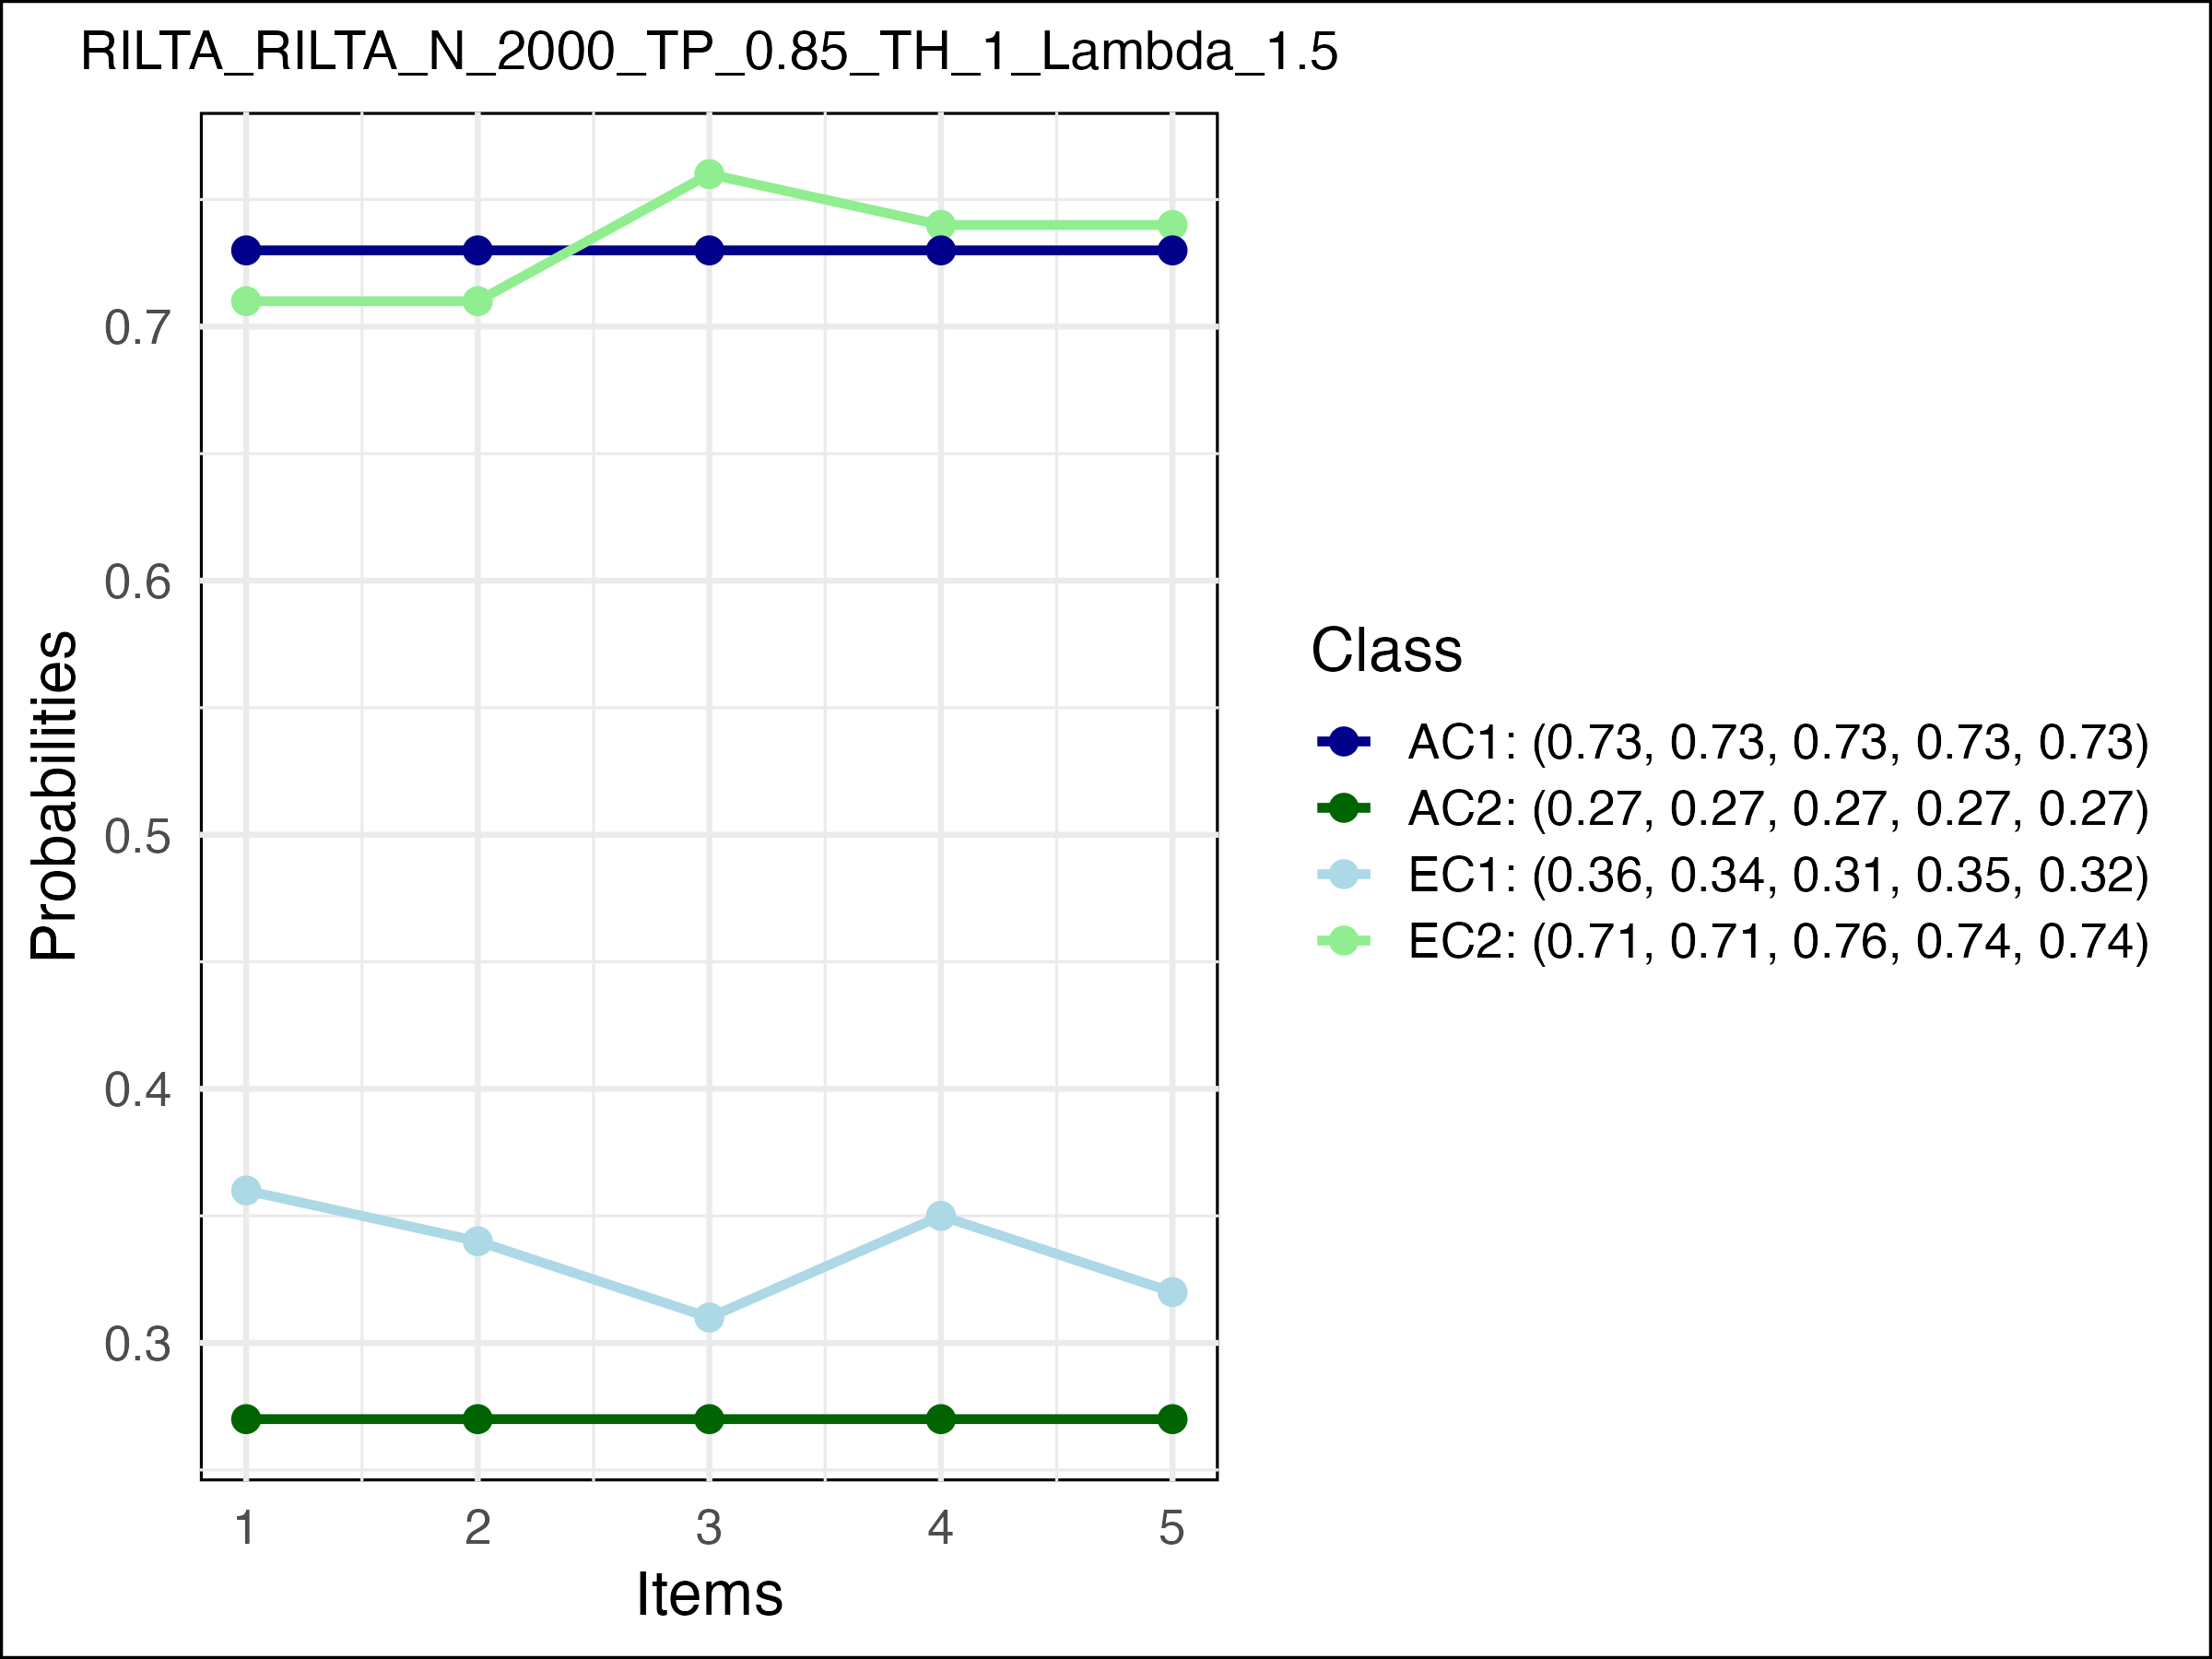 RILTA_RILTA_N_2000_TP_0.85_TH_1_Lambda_1.5
Probabilities
0.7
0.6
0.5
0.4
0.3
1 2 3 4 5
Items
Class
AC1: (0.73, 0.73, 0.73, 0.73, 0.73)
AC2: (0.27, 0.27, 0.27, 0.27, 0.27)
EC1: (0.36, 0.34, 0.31, 0.35, 0.32)
EC2: (0.71, 0.71, 0.76, 0.74, 0.74)